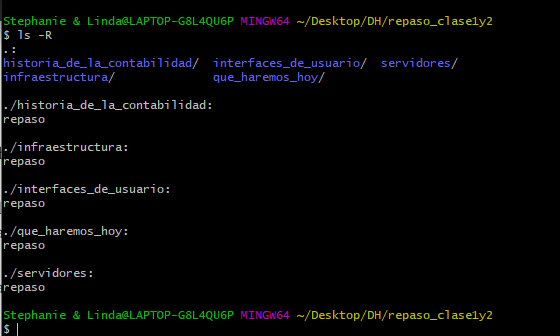 Stephanie & Linda@LAPTOP-G8L4QU6P MINGW64 ~/Desktop/DH/repaso_clase1y2
$ ls -R
.:
historia_de_la_contabilidad/ interfaces_de_usuario/ servidores/
infraestructura/ que_haremos_hoy/
./historia_de_la_contabilidad:
repaso
./infraestructura:
repaso
./interfaces_de_usuario:
repaso
./que_haremos_hoy:
repaso
./servidores:
repaso
Stephanie & Linda@LAPTOP-G8L4QU6P MINGW64 ~/Desktop/DH/repaso_clase1y2
$